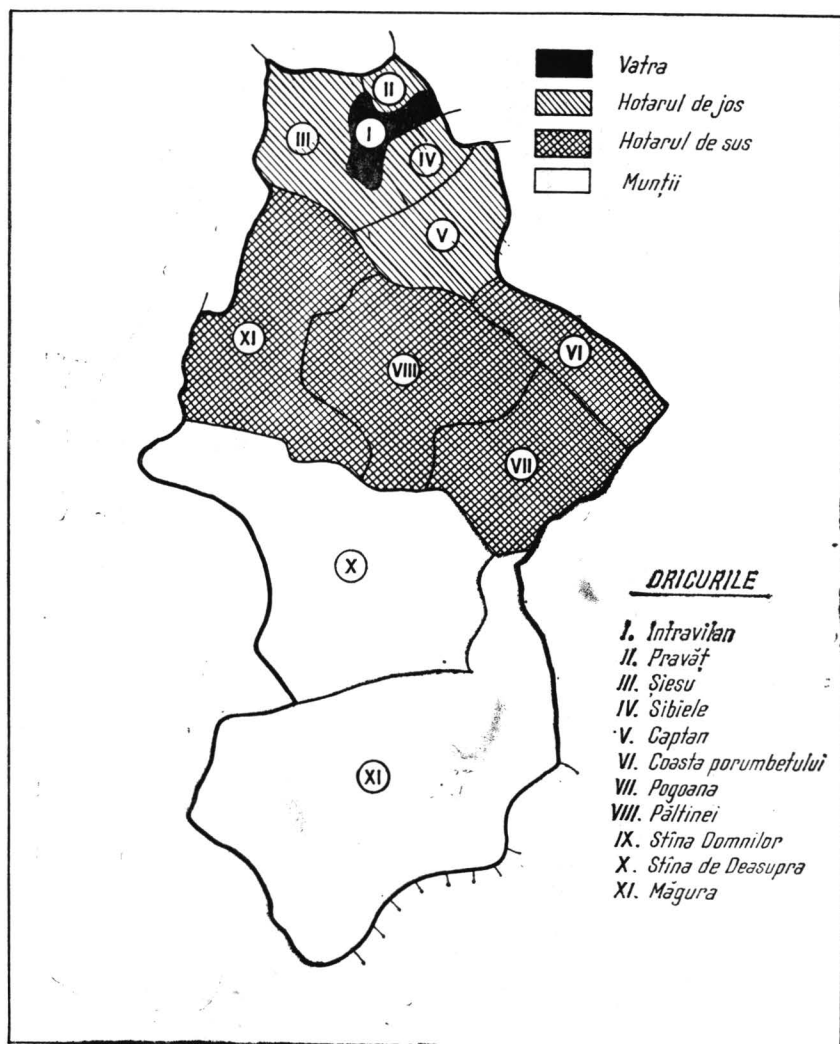 Vatra
Hotarul de jos
Hotarul de sus
Munții
II
I
III
IV
V
XI
VIII
VI
VII
X
XI
DRICURILE
I. Intravilan
II. Pravăț
III. Șiesu
IV. Sibiele
V. Captan
VI. Coasta porumbelului
VII. Pogoana
VIII. Păltinei
IX. Stîna Domnilor
X. Stîna de Deasupra
XI. Măgura